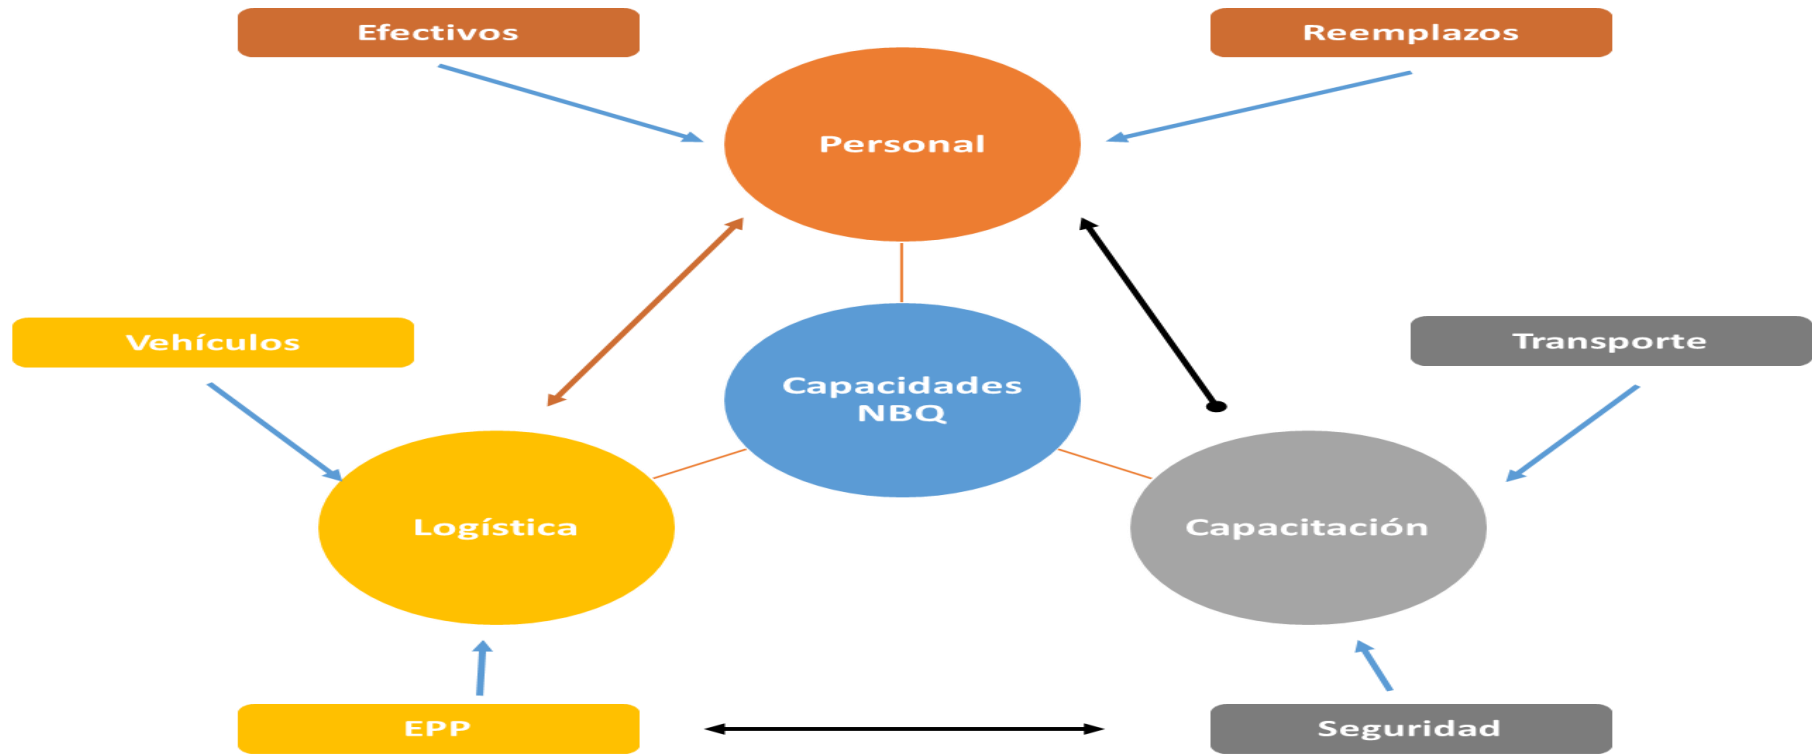 Efectivos
Reemplazos
Personal
Vehículos
Transporte
Capacidades
NBQ
Logística
Capacitación
EPP
Seguridad